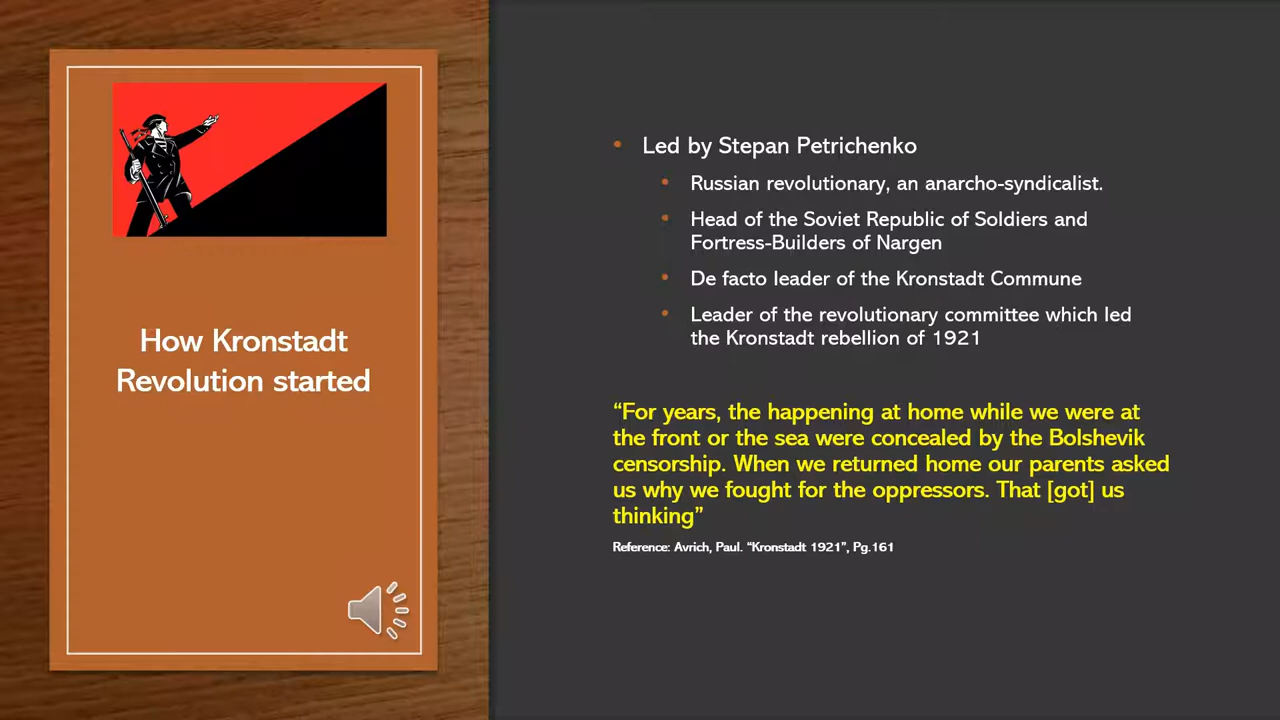 How Kronstadt
Revolution started
• Led by Stepan Petrichenko
• Russian revolutionary, an anarcho-syndicalist.
• Head of the Soviet Republic of Soldiers and
Fortress-Builders of Nargen
• De facto leader of the Kronstadt Commune
• Leader of the revolutionary committee which led
the Kronstadt rebellion of 1921
“For years, the happening at home while we were at
the front or the sea were concealed by the Bolshevik
censorship. When we returned home our parents asked
us why we fought for the oppressors. That [got] us
thinking”
Reference: Avrich, Paul. “Kronstadt 1921”, Pg.161